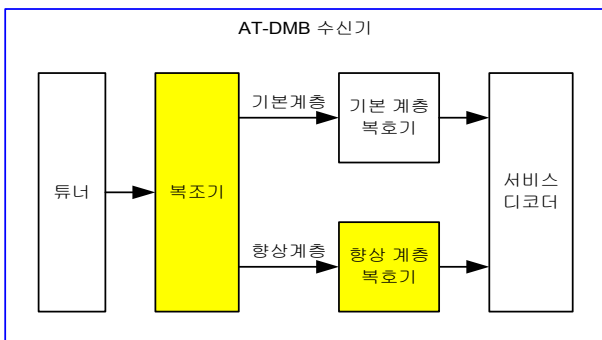 AT-DMB 수신기
튜너
복조기
기본계층
향상계층
기본 계층
복호기
향상 계층
복호기
서비스
디코더